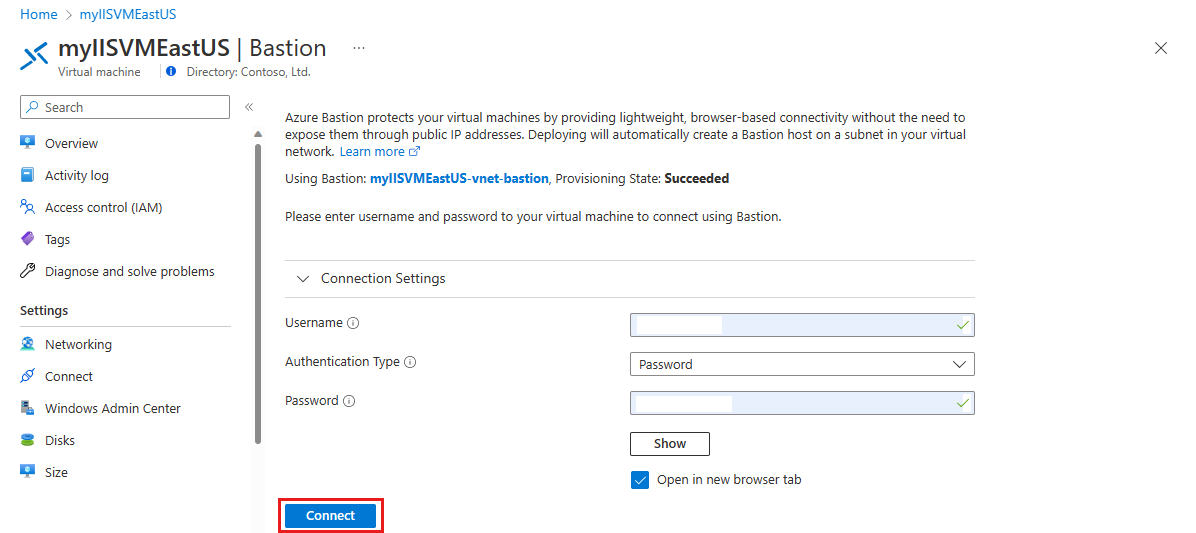 Home > myIISVMEastUS
myIISVMEastUS | Bastion ...
Virtual machine
Directory: Contoso, Ltd.
Search
«
Overview
Activity log
Access control (IAM)
Tags
Diagnose and solve problems
Settings
Networking
Connect
Windows Admin Center
Disks
Size
Azure Bastion protects your virtual machines by providing lightweight, browser-based connectivity without the need to
expose them through public IP addresses. Deploying will automatically create a Bastion host on a subnet in your virtual
network. Learn more
Using Bastion: myIISVMEastUS-vnet-bastion, Provisioning State: Succeeded
Please enter username and password to your virtual machine to connect using Bastion.
Connection Settings
Username
Authentication Type
Password
Password
Show
Open in new browser tab
Connect